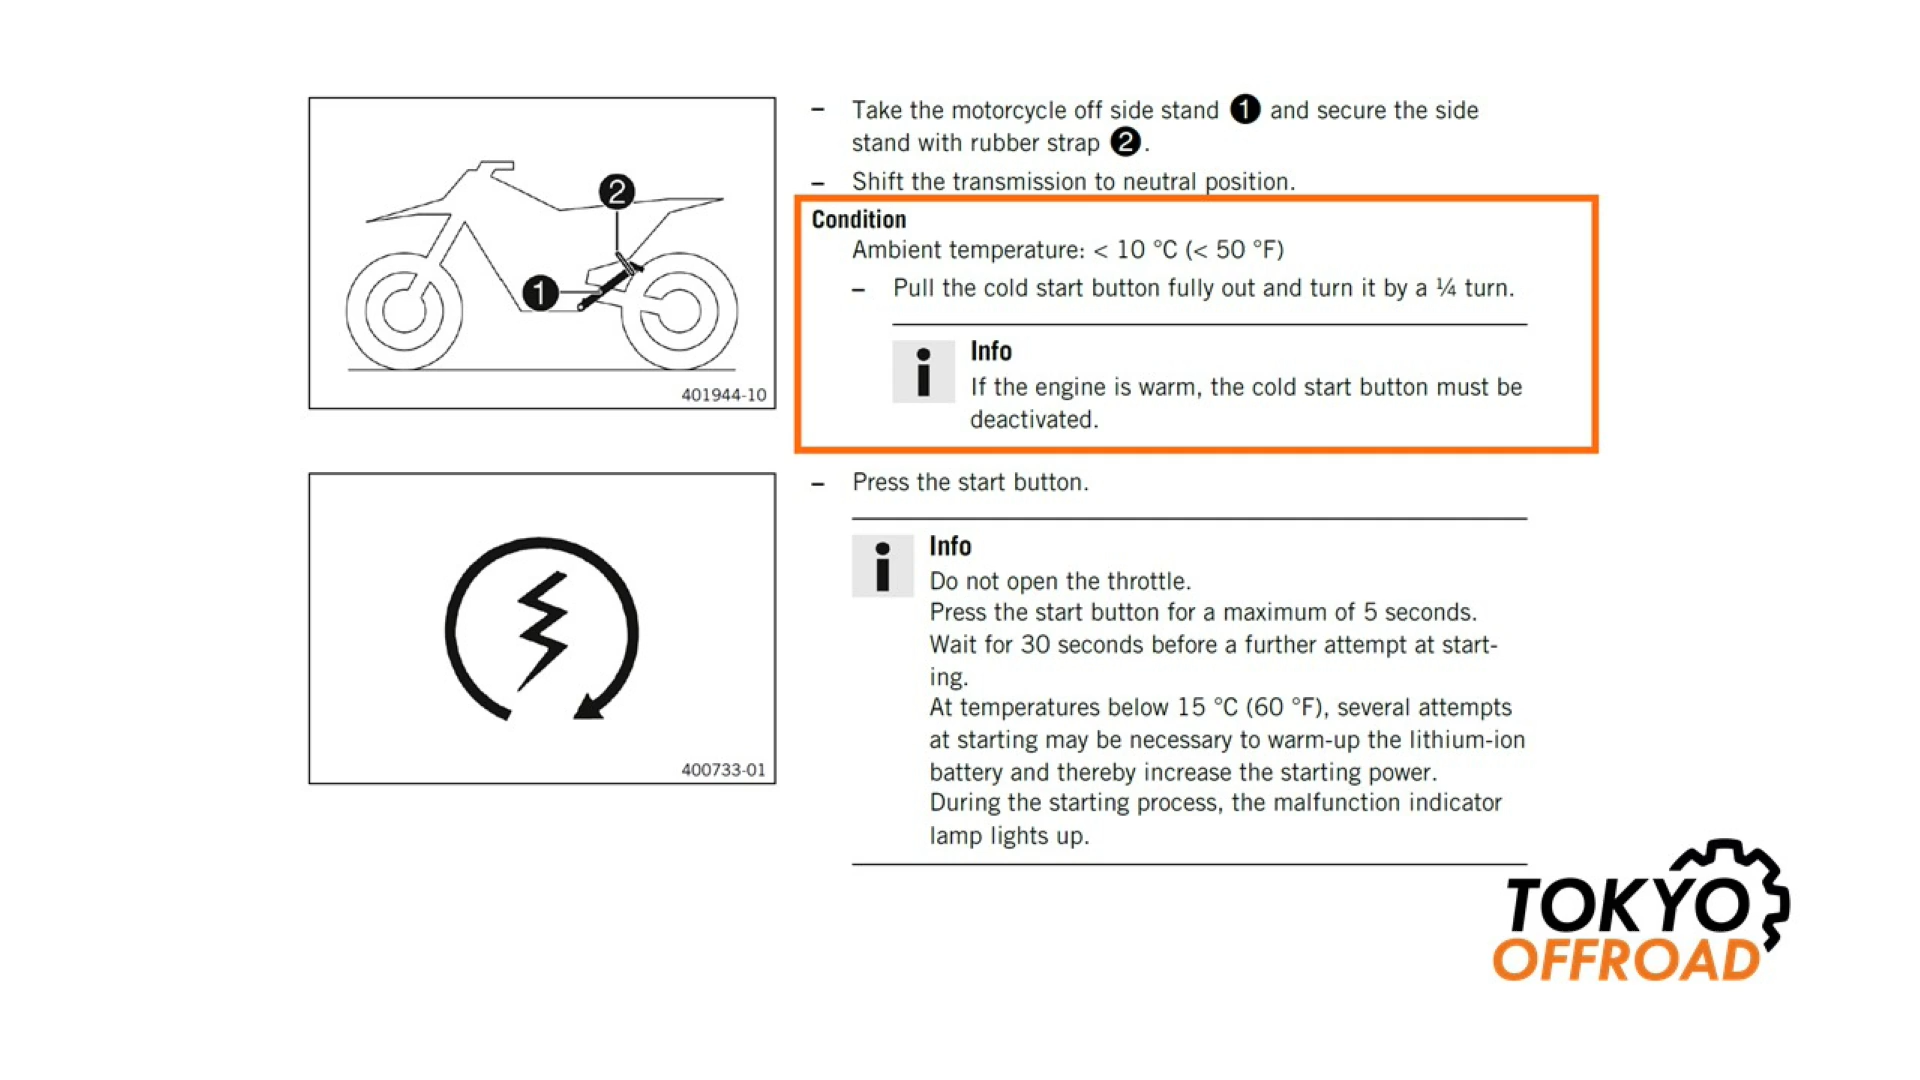 – Take the motorcycle off side stand 1 and secure the side
stand with rubber strap 2.
– Shift the transmission to neutral position.
Condition
Ambient temperature: < 10 °C (< 50 °F)
– Pull the cold start button fully out and turn it by a ¼ turn.
Info
If the engine is warm, the cold start button must be
deactivated.
2
1
401944-10
– Press the start button.
Info
Do not open the throttle.
Press the start button for a maximum of 5 seconds.
Wait for 30 seconds before a further attempt at start-
ing.
At temperatures below 15 °C (60 °F), several attempts
at starting may be necessary to warm-up the lithium-ion
battery and thereby increase the starting power.
During the starting process, the malfunction indicator
lamp lights up.
400733-01
TOKYO
OFFROAD